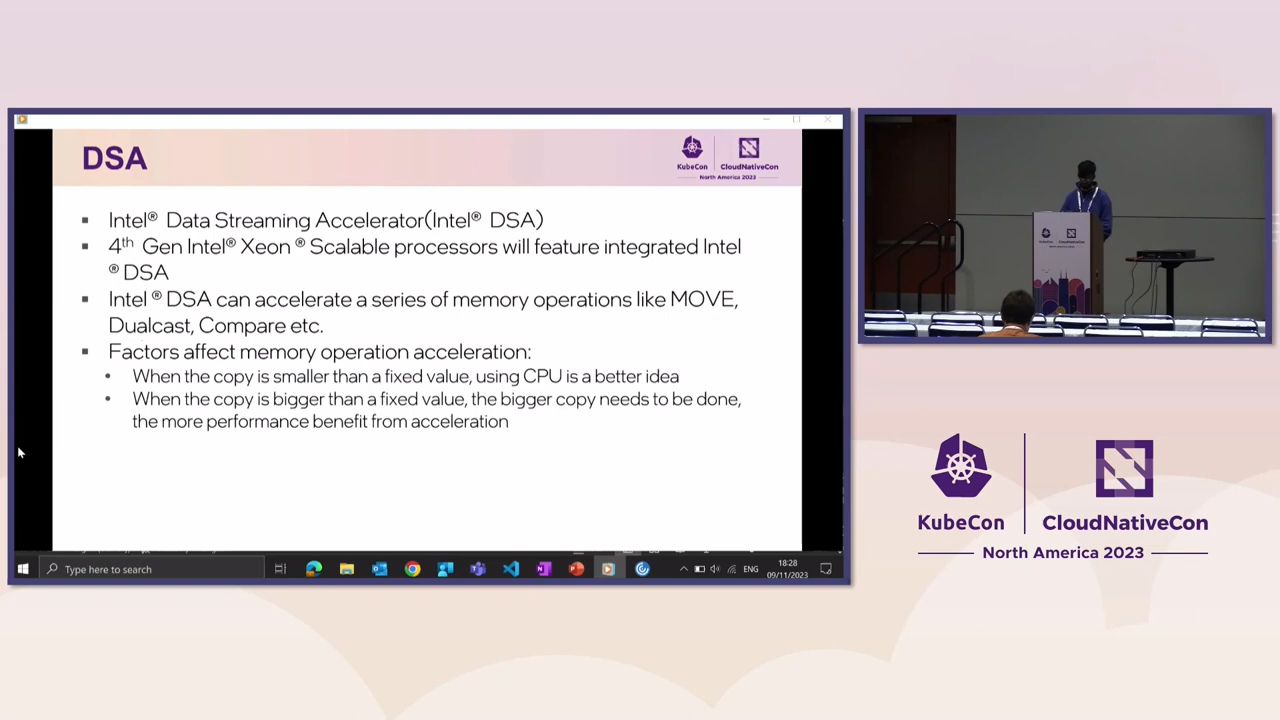 DSA
KubeCon
CloudNativeCon
North America 2023
Intel® Data Streaming Accelerator(Intel® DSA)
4th Gen Intel® Xeon ® Scalable processors will feature integrated Intel
® DSA
Intel ® DSA can accelerate a series of memory operations like MOVE,
Dualcast, Compare etc.
Factors affect memory operation acceleration:
When the copy is smaller than a fixed value, using CPU is a better idea
When the copy is bigger than a fixed value, the bigger copy needs to be done,
the more performance benefit from acceleration
Type here to search
ENG
18:28
09/11/2023
KubeCon
CloudNativeCon
North America 2023